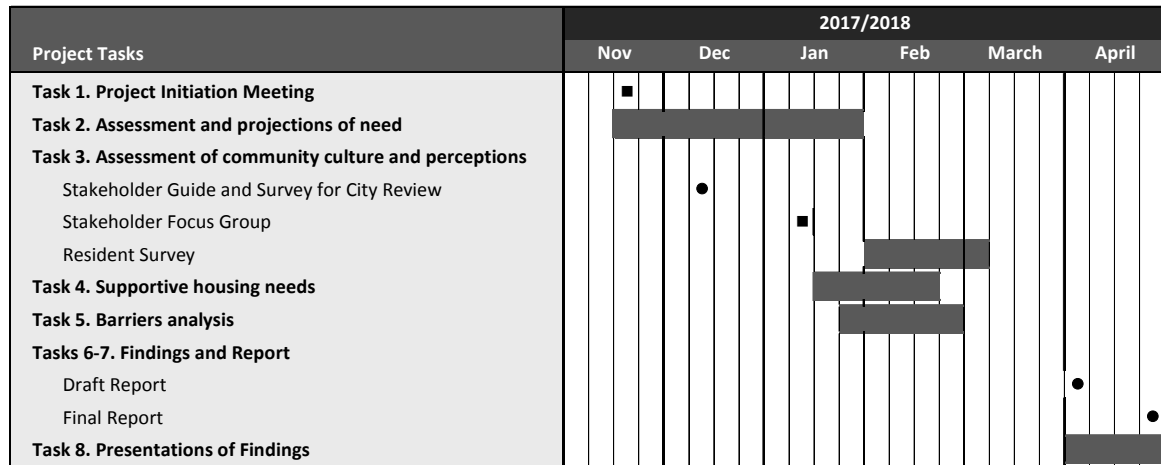 2017/2018
Project Tasks Nov Dec Jan Feb March April
Task 1. Project Initiation Meeting
Task 2. Assessment and projections of need
Task 3. Assessment of community culture and perceptions
Stakeholder Guide and Survey for City Review
Stakeholder Focus Group
Resident Survey
Task 4. Supportive housing needs
Task 5. Barriers analysis
Tasks 6-7. Findings and Report
Draft Report
Final Report
Task 8. Presentations of Findings